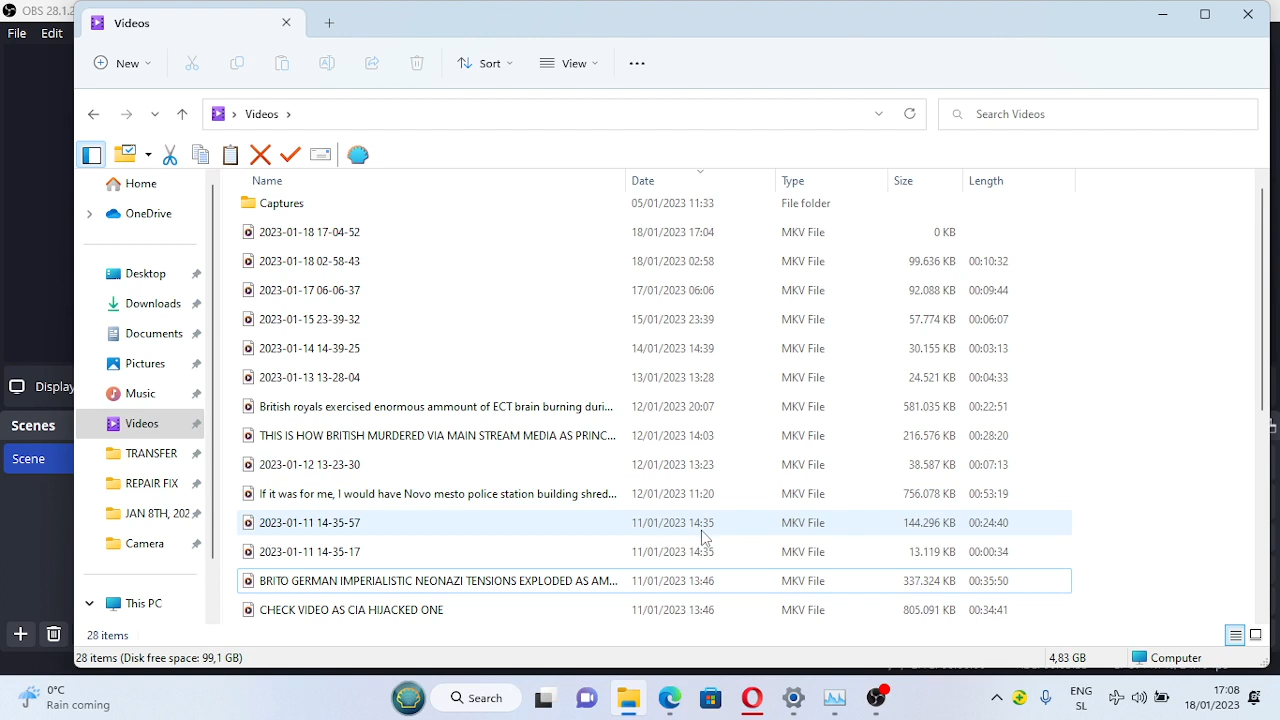 OBS 28.1.2
File Edit
Videos
New Sort View
Videos Search Videos
Name Date Type Size Length
Home
OneDrive
Desktop
Downloads
Documents
Pictures
Music
Videos
TRANSFER
REPAIR FIX
JAN 8TH, 202
Camera
This PC
Captures 05/01/2023 11:33 File folder
2023-01-18 17-04-52 18/01/2023 17:04 MKV File 0 KB
2023-01-18 02-58-43 18/01/2023 02:58 MKV File 99.636 KB 00:10:32
2023-01-17 06-06-37 17/01/2023 06:06 MKV File 92.088 KB 00:09:44
2023-01-15 23-39-32 15/01/2023 23:39 MKV File 57.774 KB 00:06:07
2023-01-14 14-39-25 14/01/2023 14:39 MKV File 30.155 KB 00:03:13
2023-01-13 13-28-04 13/01/2023 13:28 MKV File 24.521 KB 00:04:33
British royals exercised enormous ammount of ECT brain burning duri... 12/01/2023 20:07 MKV File 581.035 KB 00:22:51
THIS IS HOW BRITISH MURDERED VIA MAIN STREAM MEDIA AS PRINC... 12/01/2023 14:03 MKV File 216.576 KB 00:28:20
2023-01-12 13-23-30 12/01/2023 13:23 MKV File 38.587 KB 00:07:13
If it was for me, I would have Novo mesto police station building shred... 12/01/2023 11:20 MKV File 756.078 KB 00:53:19
2023-01-11 14-35-57 11/01/2023 14:35 MKV File 144.296 KB 00:24:40
2023-01-11 14-35-17 11/01/2023 14:35 MKV File 13.119 KB 00:00:34
BRITO GERMAN IMPERIALISTIC NEONAZI TENSIONS EXPLODED AS AM... 11/01/2023 13:46 MKV File 337.324 KB 00:35:50
CHECK VIDEO AS CIA HIJACKED ONE 11/01/2023 13:46 MKV File 805.091 KB 00:34:41
Display
Scenes
Scene
28 items
28 items (Disk free space: 99,1 GB) 4,83 GB Computer
0°C
Raining coming
Search
ENG
SL
17:08
18/01/2023